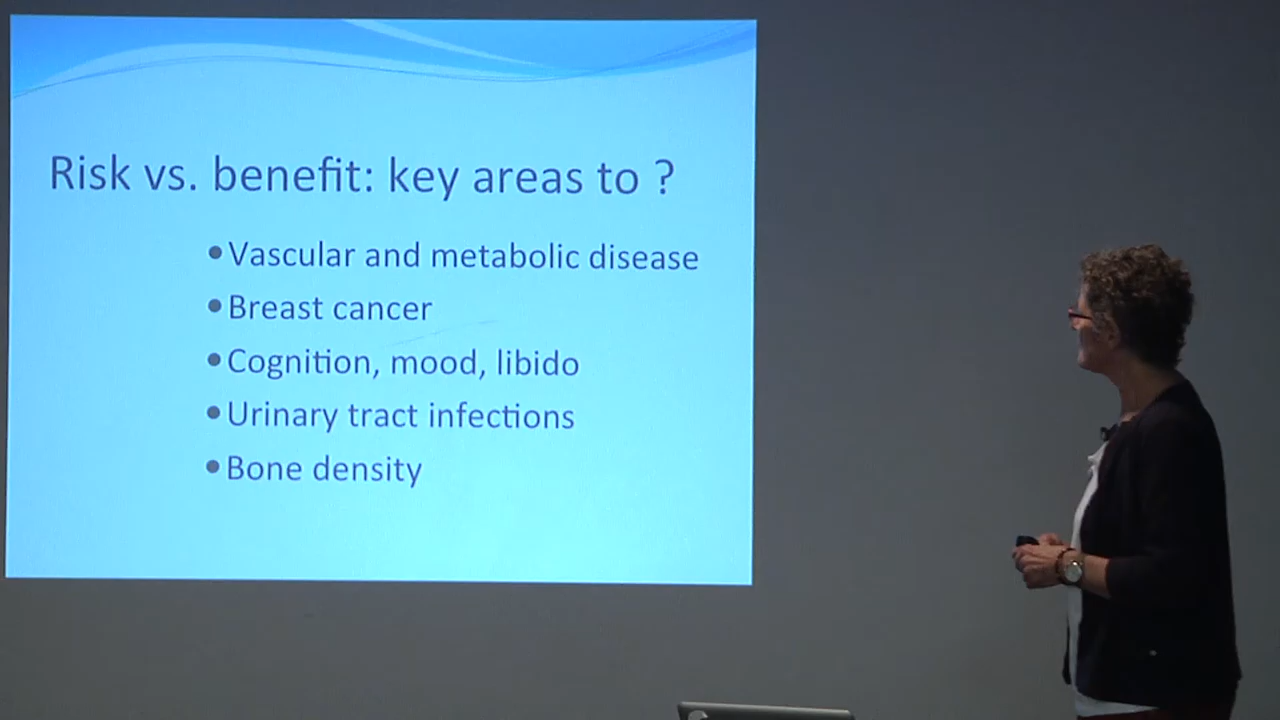 Risk vs. benefit: key areas to ?
• Vascular and metabolic disease
• Breast cancer
• Cognition, mood, libido
• Urinary tract infections
• Bone density